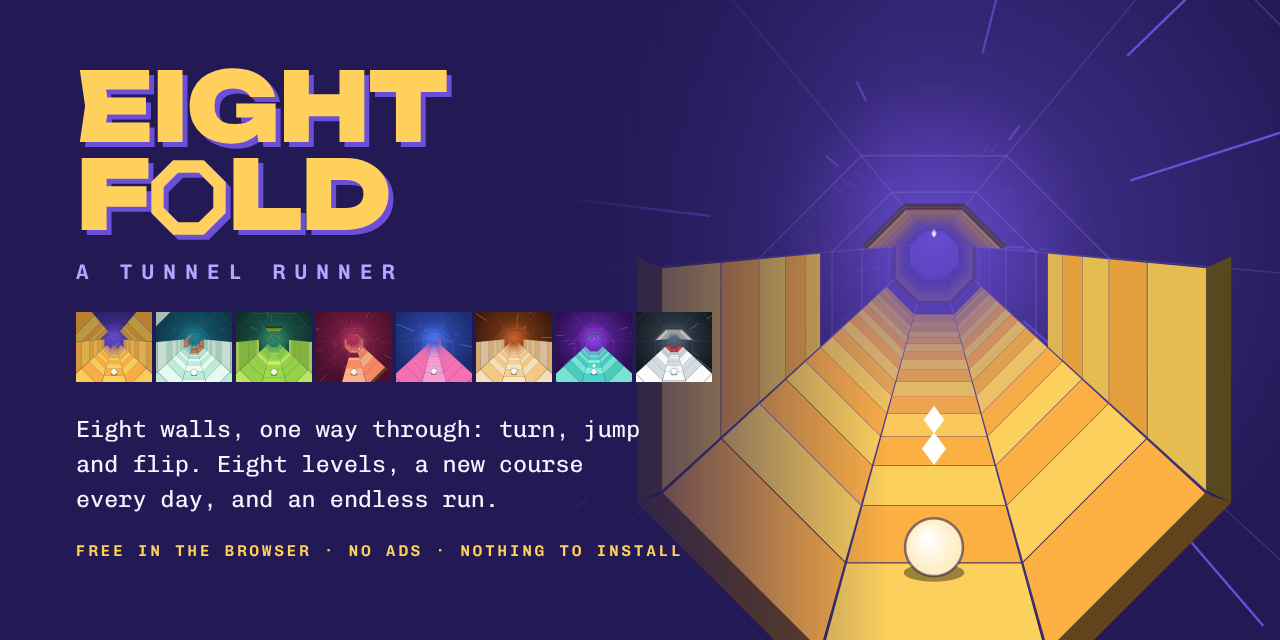 EIGHT
FOLD
A TUNNEL RUNNER
Eight walls, one way through: turn, jump
and flip. Eight levels, a new course
every day, and an endless run.
FREE IN THE BROWSER · NO ADS · NOTHING TO INSTALL